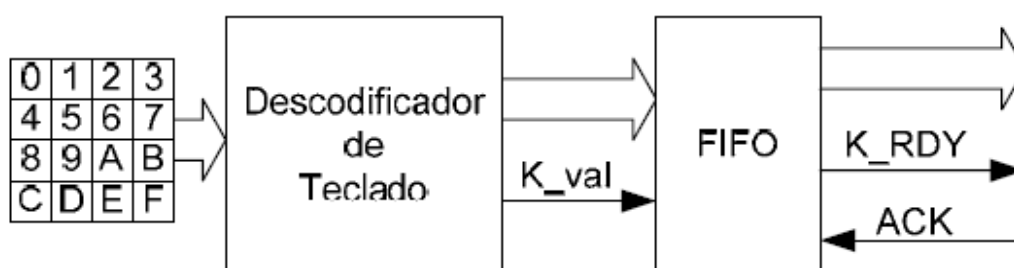 0 1 2 3
4 5 6 7
8 9 A B
C D E F
Descodificador
de
Teclado
K_val
FIFO
K_RDY
ACK